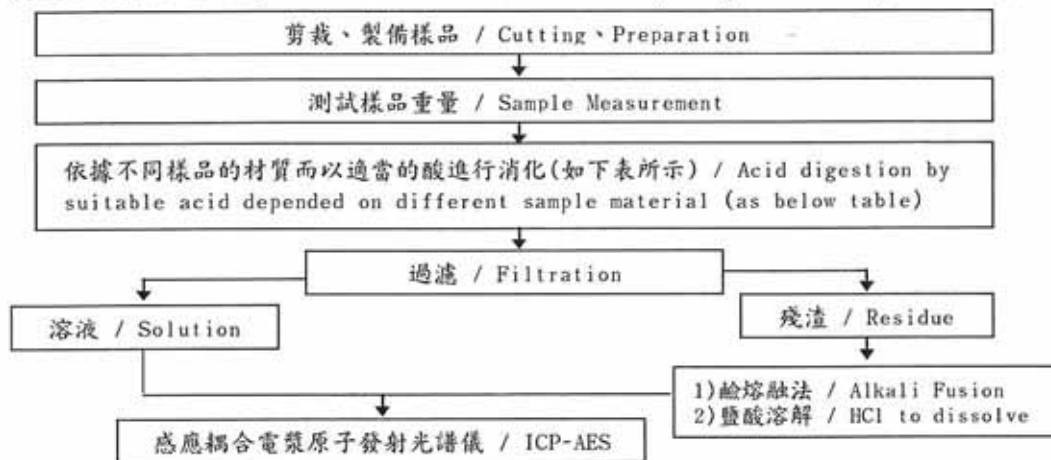 剪裁、製備樣品 / Cutting、Preparation
測試樣品重量 / Sample Measurement
依據不同樣品的材質而以適當的酸進行消化(如下表所示) / Acid digestion by
suitable acid depended on different sample material (as below table)
過濾 / Filtration
溶液 / Solution
殘渣 / Residue
1)鹼熔融法 / Alkali Fusion
2)鹽酸溶解 / HCl to dissolve
感應耦合電漿原子發射光譜儀 / ICP-AES